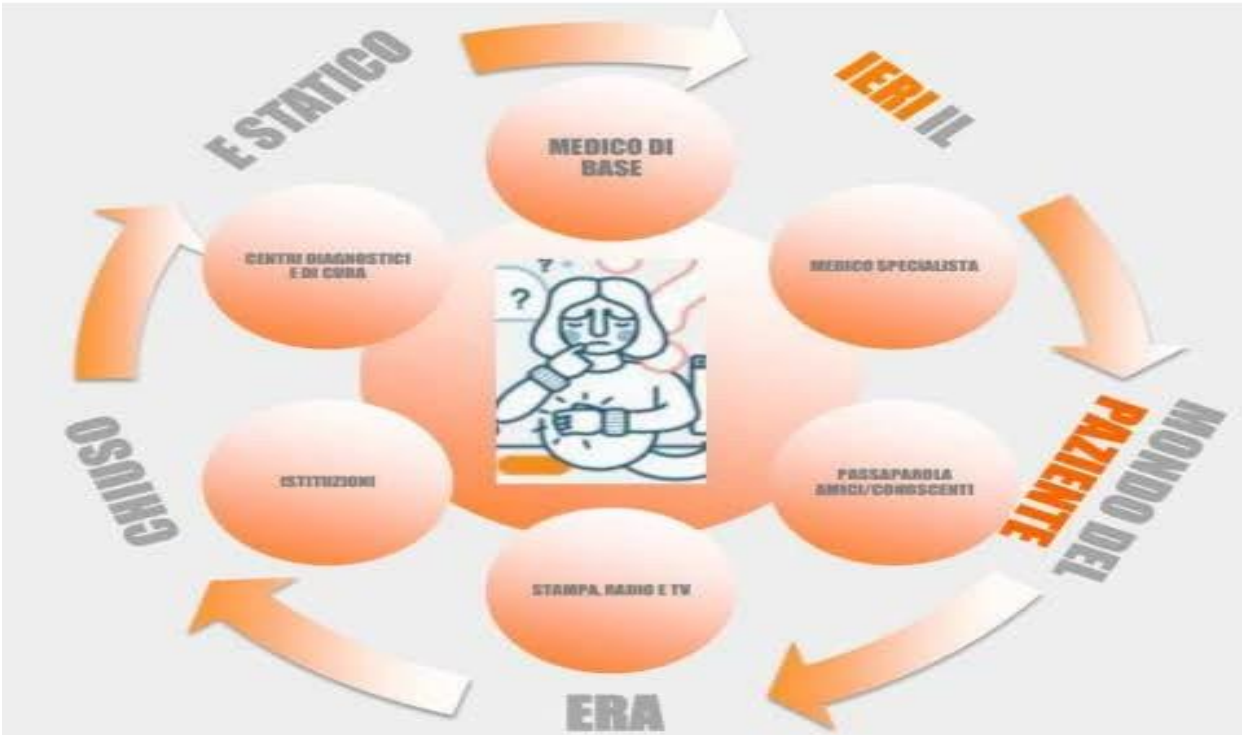 IERI IL
MONDO DEL
PAZIENTE
ERA
CHIUSO
E STATICO
MEDICO DI
BASE
MEDICO SPECIALISTA
PASSAPAROLA
AMICI/CONOSCENTI
STAMPA, RADIO E TV
ISTITUZIONI
CENTRI DIAGNOSTICI
E DI CURA
?
?